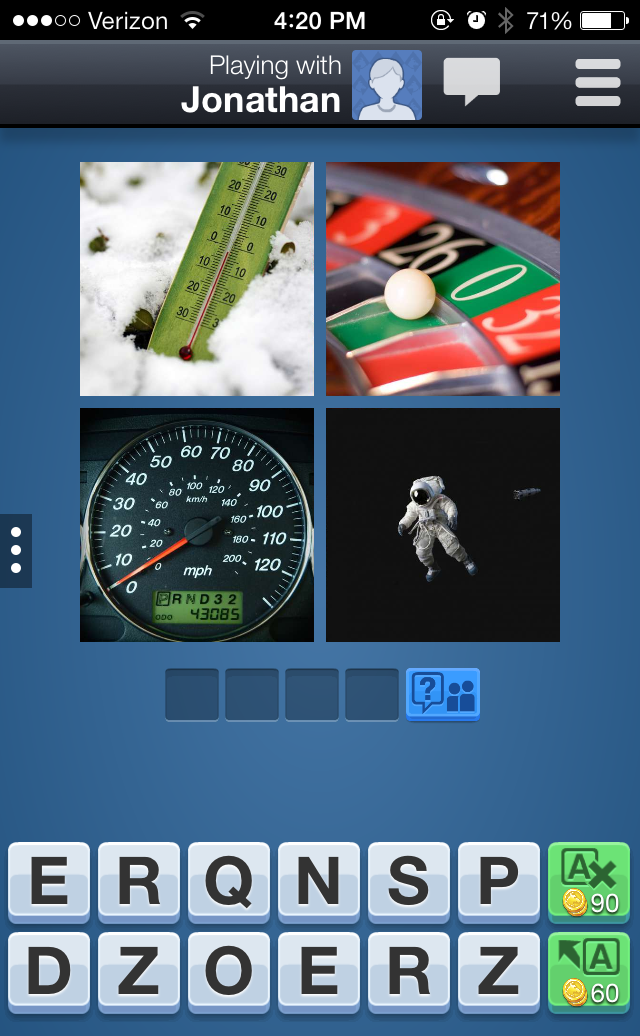 Verizon 4:20 PM 71%
Playing with
Jonathan
30 30
20 20
10 10
0 0
10 10
20 20
30 3
3 26 0 32
0 10 20 30 40 50 60 70 80 90 100 110 120
0 20 40 60 80 100 120 140 160 180 200
km/h
mph
P R N D 3 2
ODO 43085
?
E R Q N S P A 90
D Z O E R Z A 60